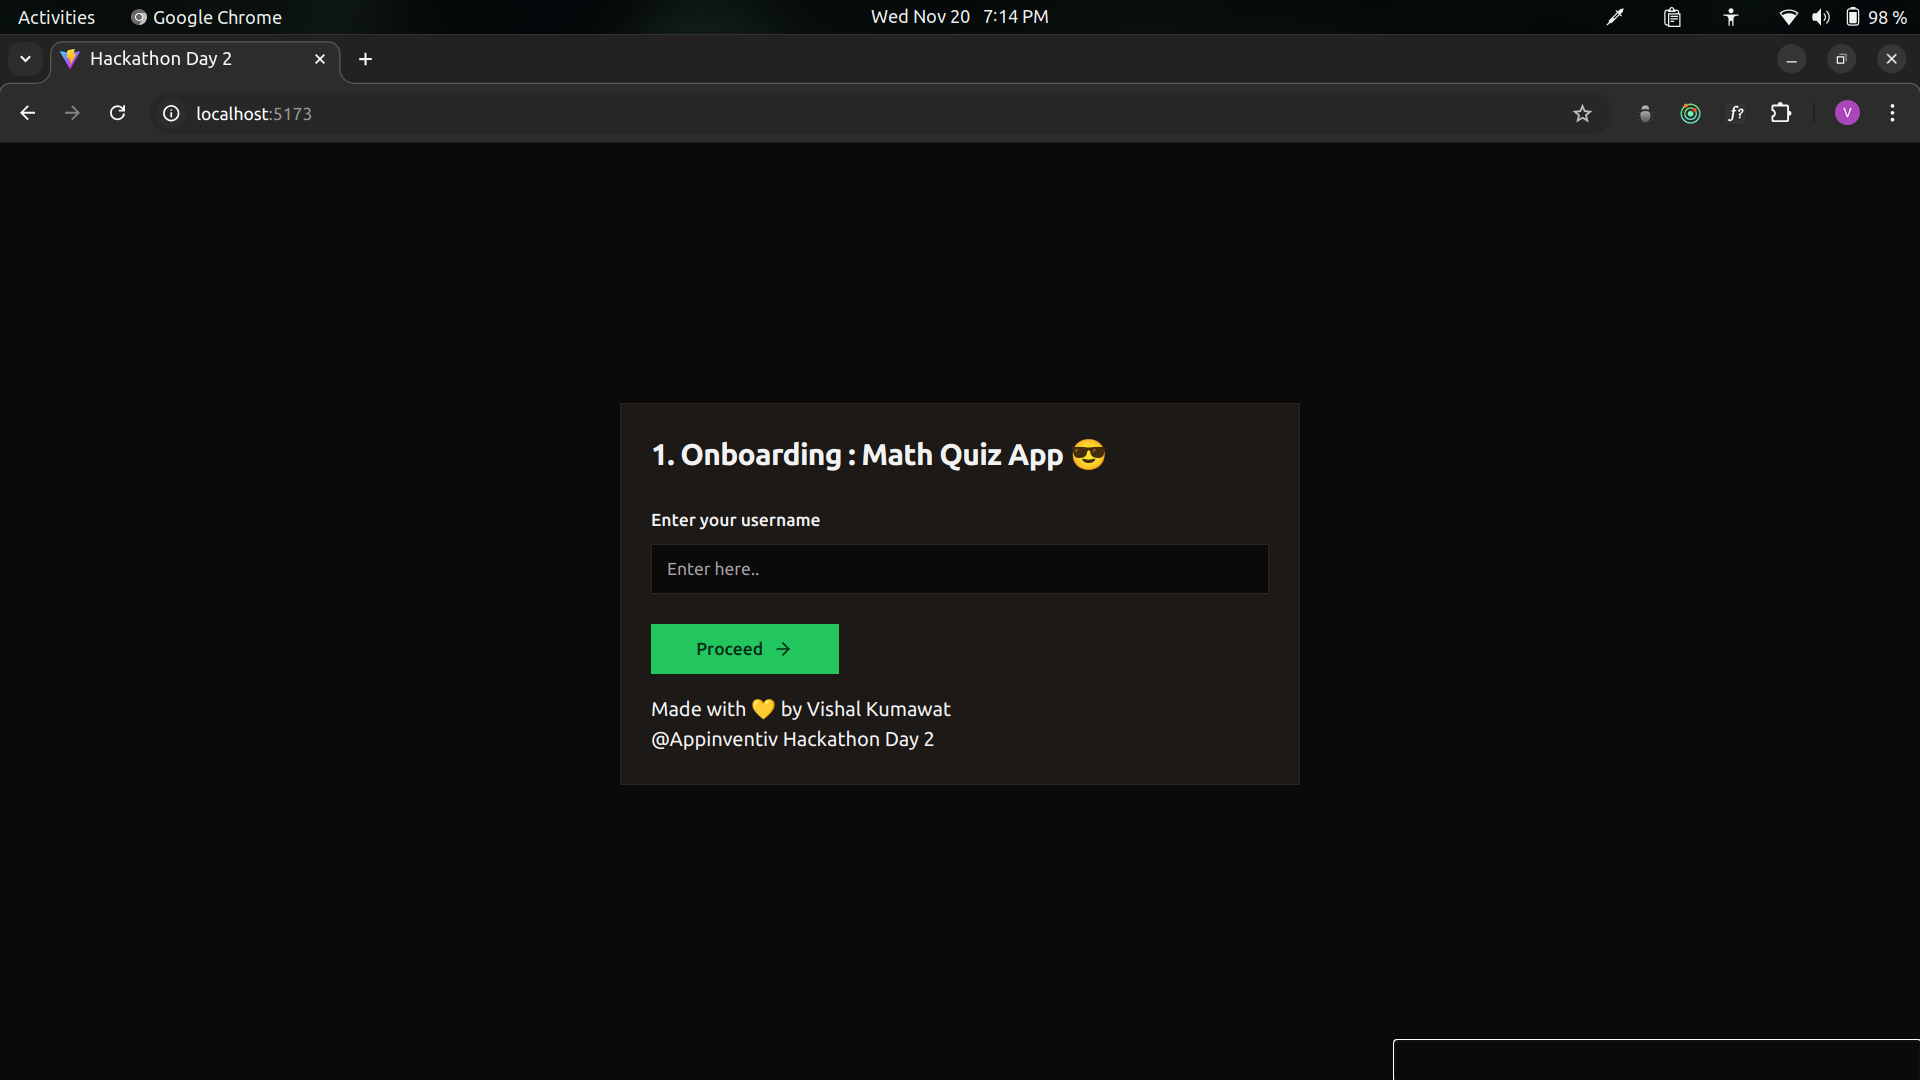 Activities Google Chrome Wed Nov 20 7:14 PM 98 %
Hackathon Day 2
localhost:5173 f? V
1. Onboarding : Math Quiz App 😎
Enter your username
Enter here..
Proceed →
Made with 💛 by Vishal Kumawat
@Appinventiv Hackathon Day 2